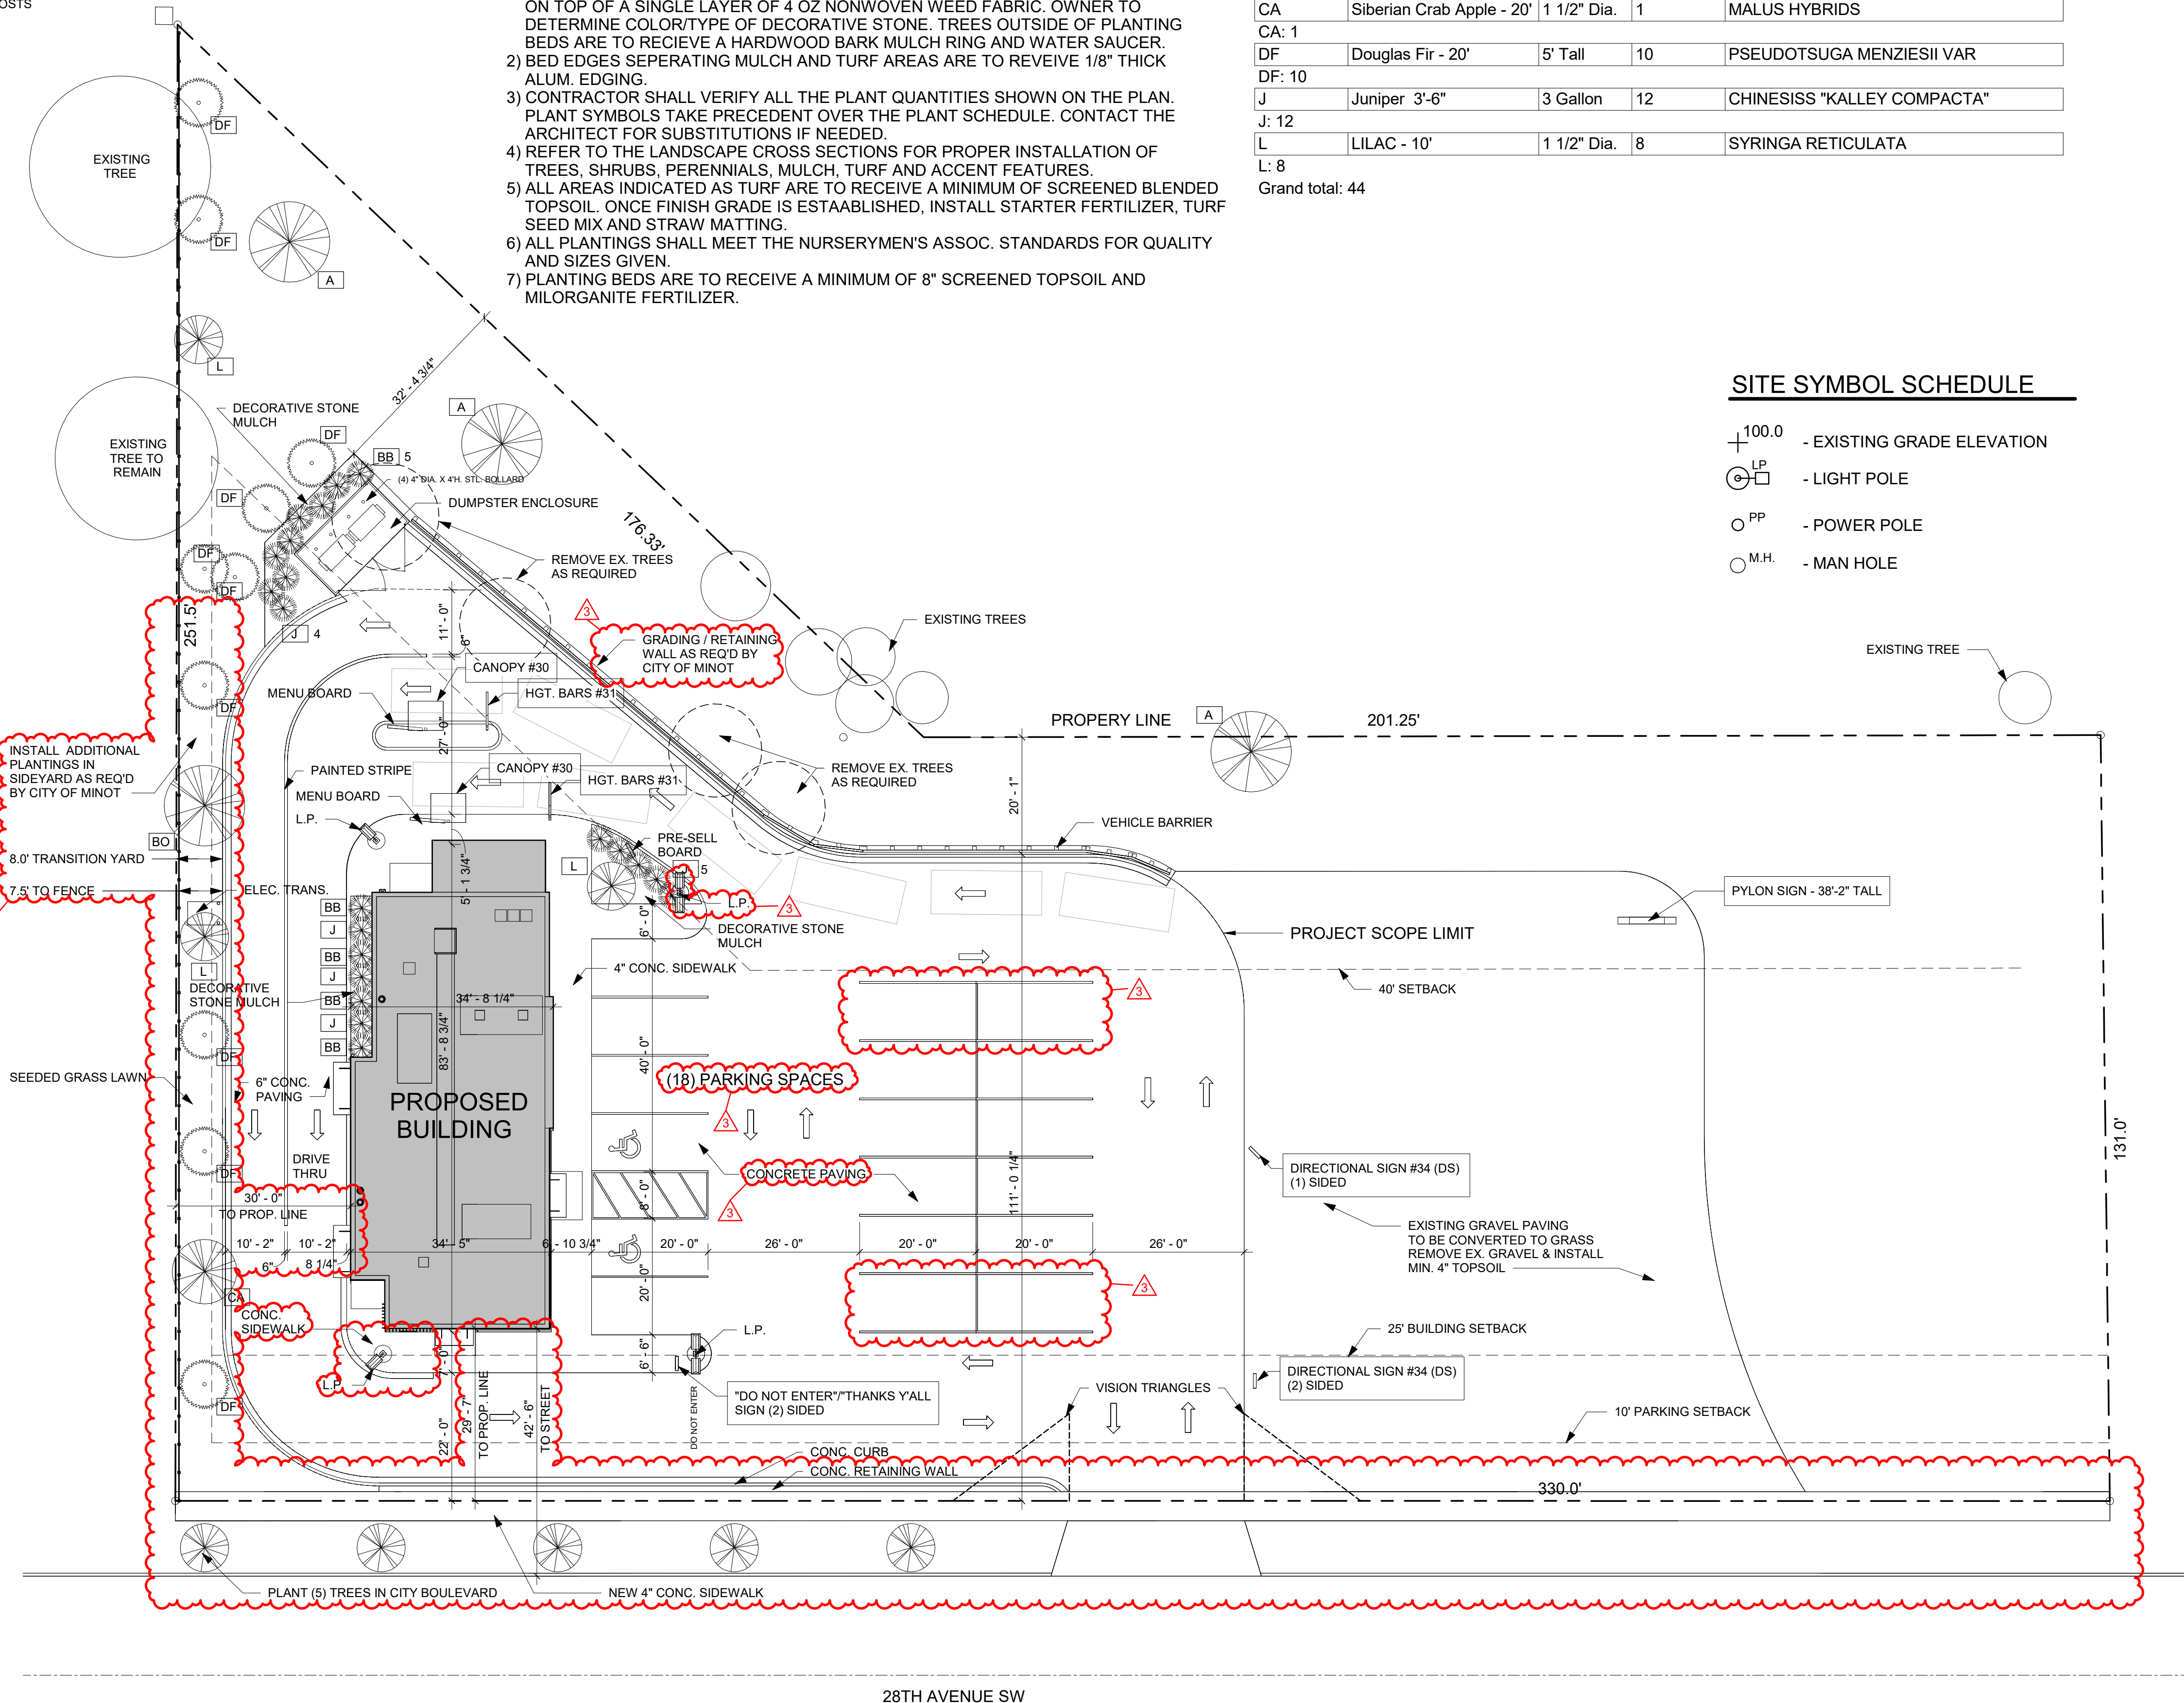 OSTS
ON TOP OF A SINGLE LAYER OF 4 OZ NONWOVEN WEED FABRIC. OWNER TO
DETERMINE COLOR/TYPE OF DECORATIVE STONE. TREES OUTSIDE OF PLANTING
BEDS ARE TO RECIEVE A HARDWOOD BARK MULCH RING AND WATER SAUCER.
2) BED EDGES SEPERATING MULCH AND TURF AREAS ARE TO REVEIVE 1/8" THICK
ALUM. EDGING.
3) CONTRACTOR SHALL VERIFY ALL THE PLANT QUANTITIES SHOWN ON THE PLAN.
PLANT SYMBOLS TAKE PRECEDENT OVER THE PLANT SCHEDULE. CONTACT THE
ARCHITECT FOR SUBSTITUTIONS IF NEEDED.
4) REFER TO THE LANDSCAPE CROSS SECTIONS FOR PROPER INSTALLATION OF
TREES, SHRUBS, PERENNIALS, MULCH, TURF AND ACCENT FEATURES.
5) ALL AREAS INDICATED AS TURF ARE TO RECEIVE A MINIMUM OF SCREENED BLENDED
TOPSOIL. ONCE FINISH GRADE IS ESTAABLISHED, INSTALL STARTER FERTILIZER, TURF
SEED MIX AND STRAW MATTING.
6) ALL PLANTINGS SHALL MEET THE NURSERYMEN'S ASSOC. STANDARDS FOR QUALITY
AND SIZES GIVEN.
7) PLANTING BEDS ARE TO RECEIVE A MINIMUM OF 8" SCREENED TOPSOIL AND
MILORGANITE FERTILIZER.
CA Siberian Crab Apple - 20' 1 1/2" Dia. 1 MALUS HYBRIDS
CA: 1
DF Douglas Fir - 20' 5' Tall 10 PSEUDOTSUGA MENZIESII VAR
DF: 10
J Juniper 3'-6" 3 Gallon 12 CHINESISS "KALLEY COMPACTA"
J: 12
L LILAC - 10' 1 1/2" Dia. 8 SYRINGA RETICULATA
L: 8
Grand total: 44
SITE SYMBOL SCHEDULE
100.0 - EXISTING GRADE ELEVATION
LP - LIGHT POLE
PP - POWER POLE
M.H. - MAN HOLE
DF
EXISTING
TREE
DF
A
L
32' - 4 3/4"
DECORATIVE STONE
MULCH
A
DF
EXISTING
TREE TO
REMAIN
BB 5
(4) 4" DIA. X 4'H. STL. BOLLARD
DF
DUMPSTER ENCLOSURE
176.33'
DF
REMOVE EX. TREES
AS REQUIRED
DF
251.5'
3
J 4
11' - 0"
6"
GRADING / RETAINING
WALL AS REQ'D BY
CITY OF MINOT
EXISTING TREES
EXISTING TREE
CANOPY #30
MENU BOARD
HGT. BARS #31
DF
27' - 0"
PROPERY LINE
A
201.25'
INSTALL ADDITIONAL
PLANTINGS IN
SIDEYARD AS REQ'D
BY CITY OF MINOT
PAINTED STRIPE
CANOPY #30
HGT. BARS #31
REMOVE EX. TREES
AS REQUIRED
20' - 1"
MENU BOARD
L.P.
VEHICLE BARRIER
BO
PRE-SELL
BOARD
8.0' TRANSITION YARD
L
5
5' - 1 3/4"
7.5' TO FENCE
ELEC. TRANS.
PYLON SIGN - 38'-2" TALL
BB
L.P.
3
J
6' - 0"
DECORATIVE STONE
MULCH
PROJECT SCOPE LIMIT
BB
L
J
4" CONC. SIDEWALK
DECORATIVE
STONE MULCH
BB
34' - 8 1/4"
3
40' SETBACK
J
83' - 8 3/4"
BB
40' - 0"
DF
SEEDED GRASS LAWN
6" CONC.
PAVING
(18) PARKING SPACES
PROPOSED
BUILDING
3
131.0'
DRIVE
THRU
DF
CONCRETE PAVING
DIRECTIONAL SIGN #34 (DS)
(1) SIDED
30' - 0"
TO PROP. LINE
8' - 0"
3
111' - 0 1/4"
EXISTING GRAVEL PAVING
TO BE CONVERTED TO GRASS
REMOVE EX. GRAVEL & INSTALL
MIN. 4" TOPSOIL
10' - 2" 10' - 2" 34' - 5" 6' - 10 3/4" 20' - 0" 26' - 0" 20' - 0" 20' - 0" 26' - 0"
6" 8 1/4"
20' - 0"
3
CA
CONC.
SIDEWALK
L.P.
25' BUILDING SETBACK
6' - 6"
7' - 0"
L.P.
DIRECTIONAL SIGN #34 (DS)
(2) SIDED
DF
"DO NOT ENTER"/"THANKS Y'ALL
SIGN (2) SIDED
VISION TRIANGLES
DO NOT ENTER
10' PARKING SETBACK
22' - 0"
29' - 7"
TO PROP. LINE
42' - 6"
TO STREET
CONC. CURB
CONC. RETAINING WALL
330.0'
PLANT (5) TREES IN CITY BOULEVARD
NEW 4" CONC. SIDEWALK
28TH AVENUE SW